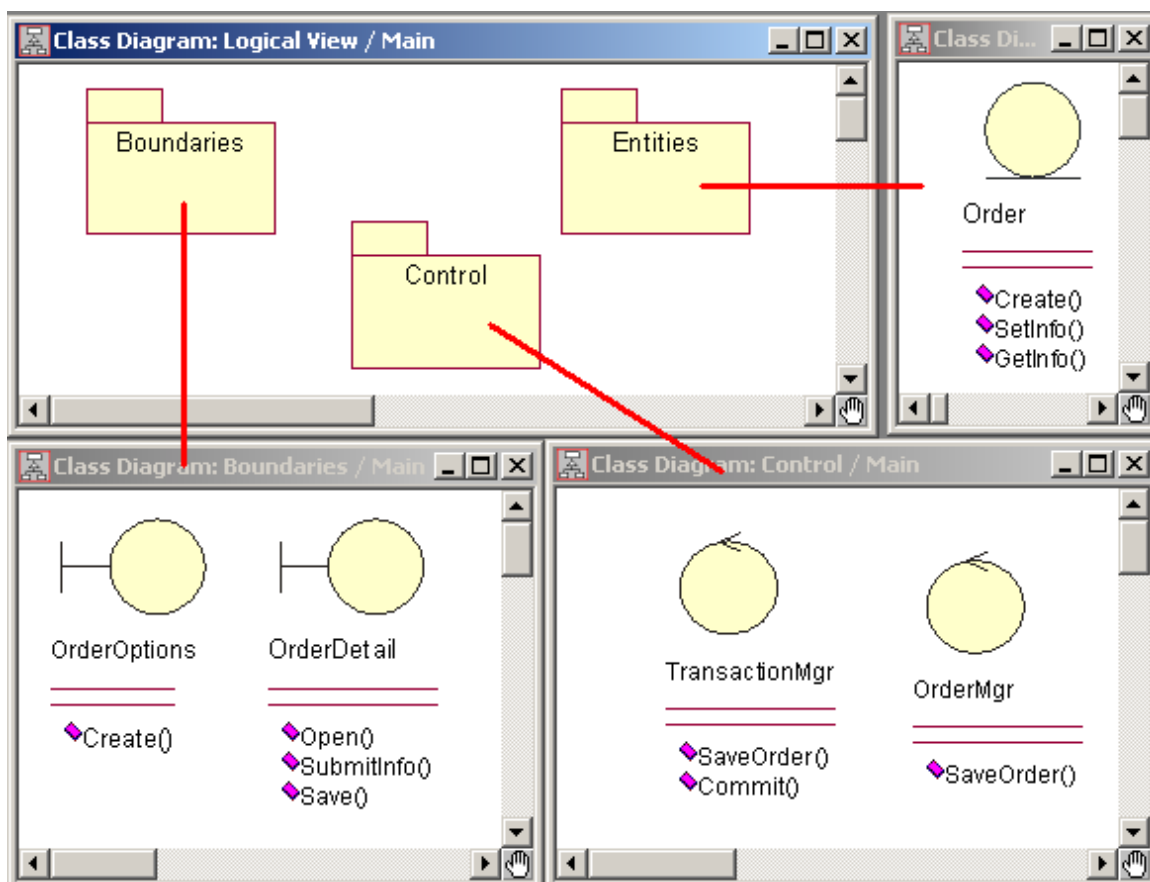 Class Diagram: Logical View / Main
Boundaries
Entities
Control
Class Di...
Order
Create()
SetInfo()
GetInfo()
Class Diagram: Boundaries / Main
OrderOptions
Create()
OrderDetail
Open()
SubmitInfo()
Save()
Class Diagram: Control / Main
TransactionMgr
SaveOrder()
Commit()
OrderMgr
SaveOrder()